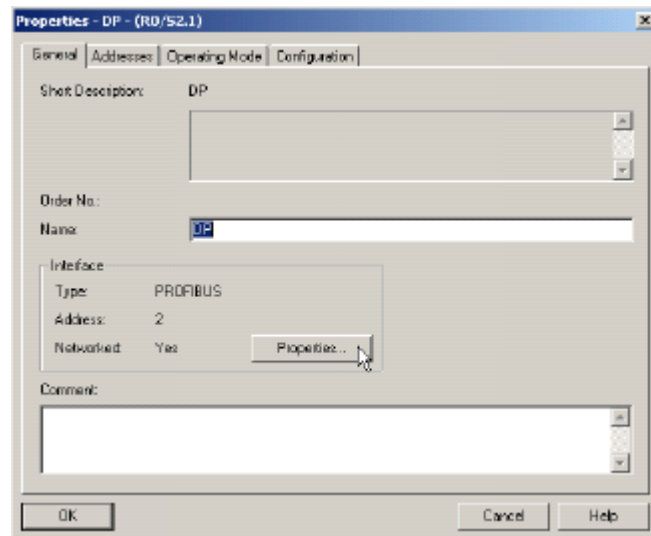 Properties - DP - (R0/S2.1)
General Addresses Operating Mode Configuration
Short Description: DP
Order No.:
Name: DP
Interface
Type: PROFIBUS
Address: 2
Networked: Yes Properties...
Comment:
OK Cancel Help